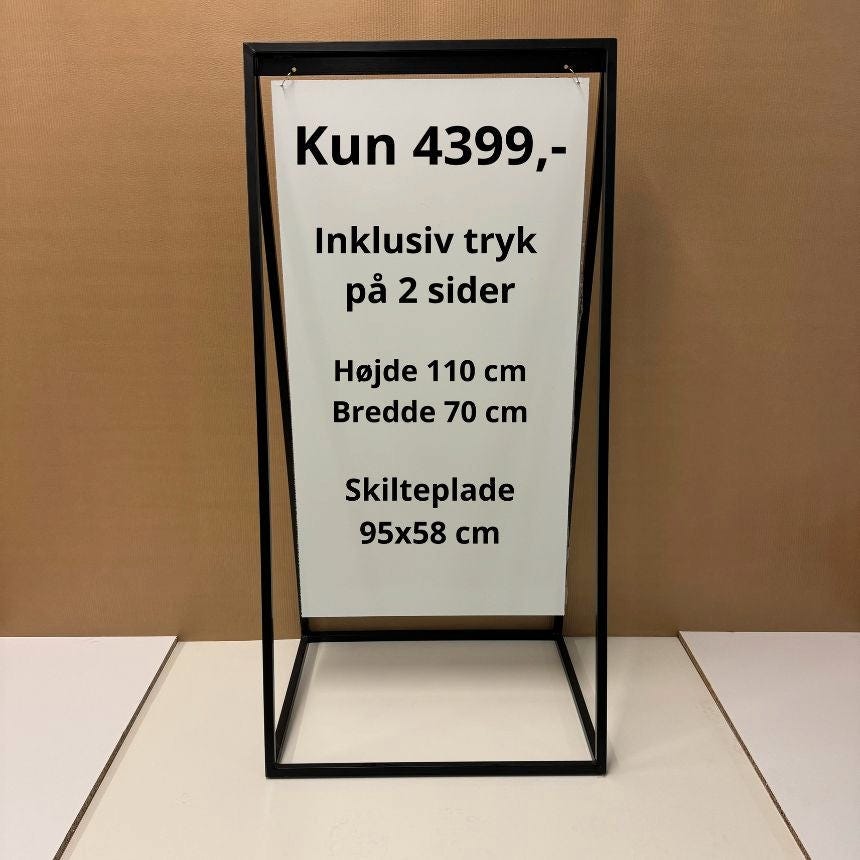 Kun 4399,-
Inklusiv tryk
på 2 sider
Højde 110 cm
Bredde 70 cm
Skilteplade
95x58 cm